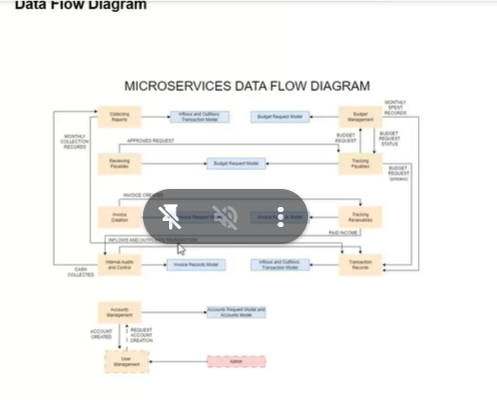 Data Flow Diagram
MICROSERVICES DATA FLOW DIAGRAM
Collecting
Reports
Inflows and Outflows
Transaction Model
Budget Request Model
Budget
Management
MONTHLY
SPENT
RECORDS
MONTHLY
COLLECTION
RECORDS
APPROVED REQUEST
BUDGET
REQUEST
BUDGET
REQUEST
STATUS
Reviewing
Payables
Budget Request Model
Tracking
Payables
BUDGET
REQUEST
INVOICE CREATED
Invoice
Creation
Request Model
Model
Tracking
Receivables
PAID INCOME
INFLOWS AND OUTFLOWS TRANSACTION
CASH
COLLECTED
Internal Audits
and Control
Invoice Records Model
Inflows and Outflows
Transaction Model
Transaction
Records
Accounts
Management
Accounts Request Model and
Accounts Model
ACCOUNT
CREATED
REQUEST
ACCOUNT
CREATION
User
Management
Admin